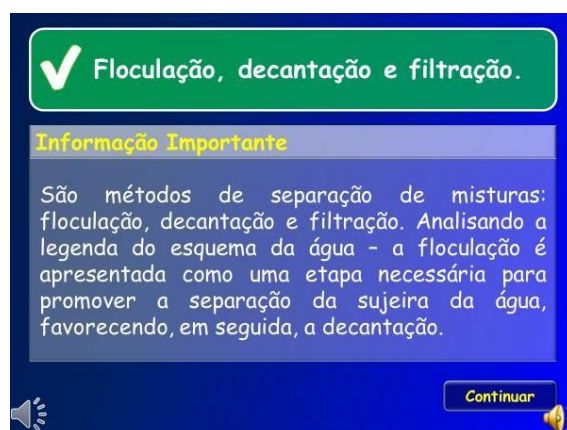 Floculação, decantação e filtração.
Informação Importante
São métodos de separação de misturas:
floculação, decantação e filtração. Analisando a
legenda do esquema da água – a floculação é
apresentada como uma etapa necessária para
promover a separação da sujeira da água,
favorecendo, em seguida, a decantação.
Continuar